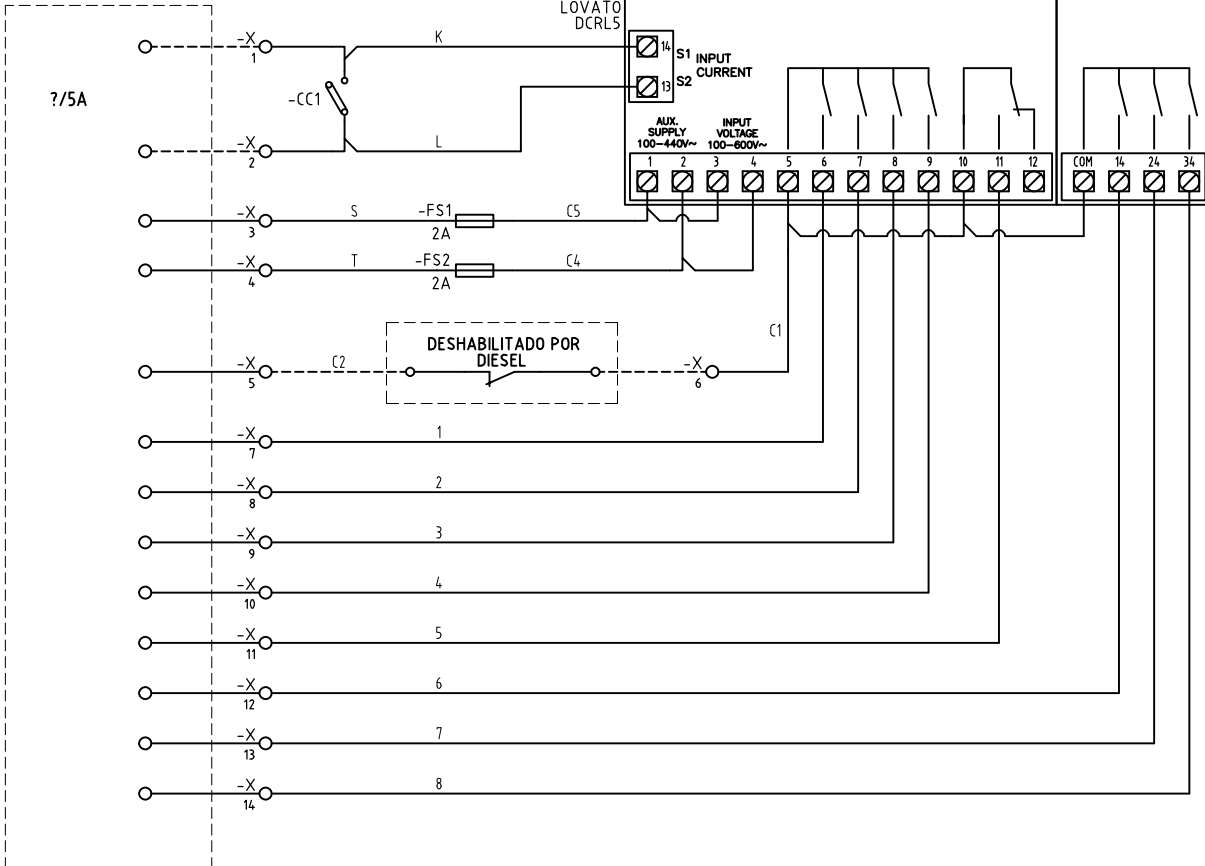 LOVATO
DCRL5
-X
1
K
14 S1 INPUT
CURRENT
13 S2
?/5A
-CC1
-X
2
L
AUX.
SUPPLY
100-440V~
INPUT
VOLTAGE
100-600V~
1 2 3 4 5 6 7 8 9 10 11 12 COM 14 24 34
-X
3
S
-FS1
2A
C5
-X
4
T
-FS2
2A
C4
C1
DESHABILITADO POR
DIESEL
-X
5
C2
-X
6
-X
7
1
-X
8
2
-X
9
3
-X
10
4
-X
11
5
-X
12
6
-X
13
7
-X
14
8